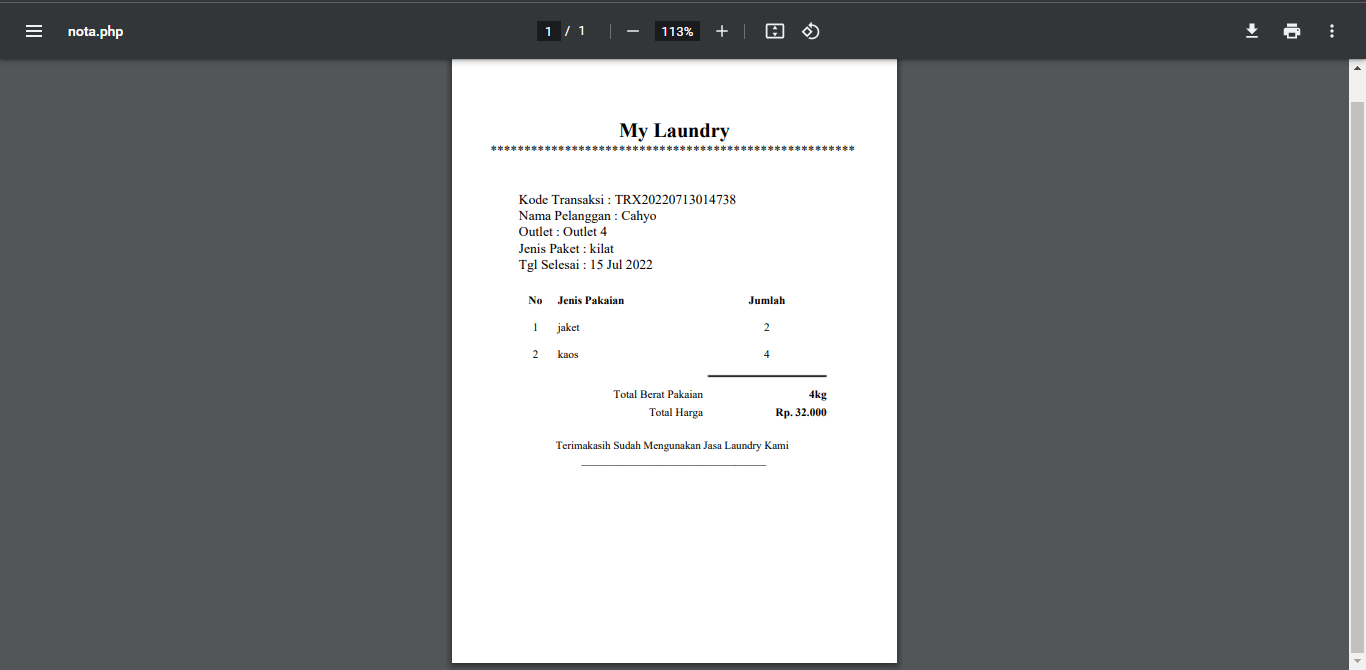 nota.php
1 / 1
113%
My Laundry
******************************************************
Kode Transaksi : TRX20220713014738
Nama Pelanggan : Cahyo
Outlet : Outlet 4
Jenis Paket : kilat
Tgl Selesai : 15 Jul 2022
No Jenis Pakaian Jumlah
1 jaket 2
2 kaos 4
Total Berat Pakaian 4kg
Total Harga Rp. 32.000
Terimakasih Sudah Mengunakan Jasa Laundry Kami